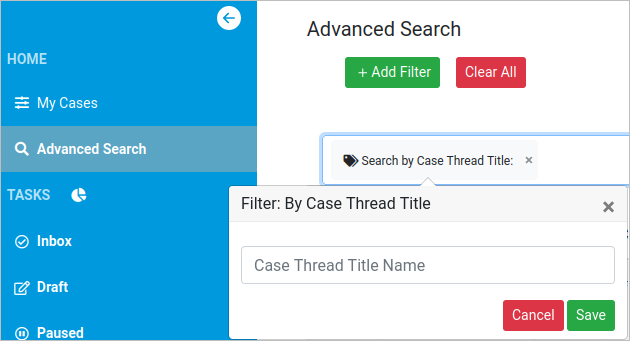 HOME
My Cases
Advanced Search
TASKS
Inbox
Draft
Paused
Advanced Search
+ Add Filter
Clear All
Search by Case Thread Title: ×
Filter: By Case Thread Title ×
Case Thread Title Name
Cancel
Save